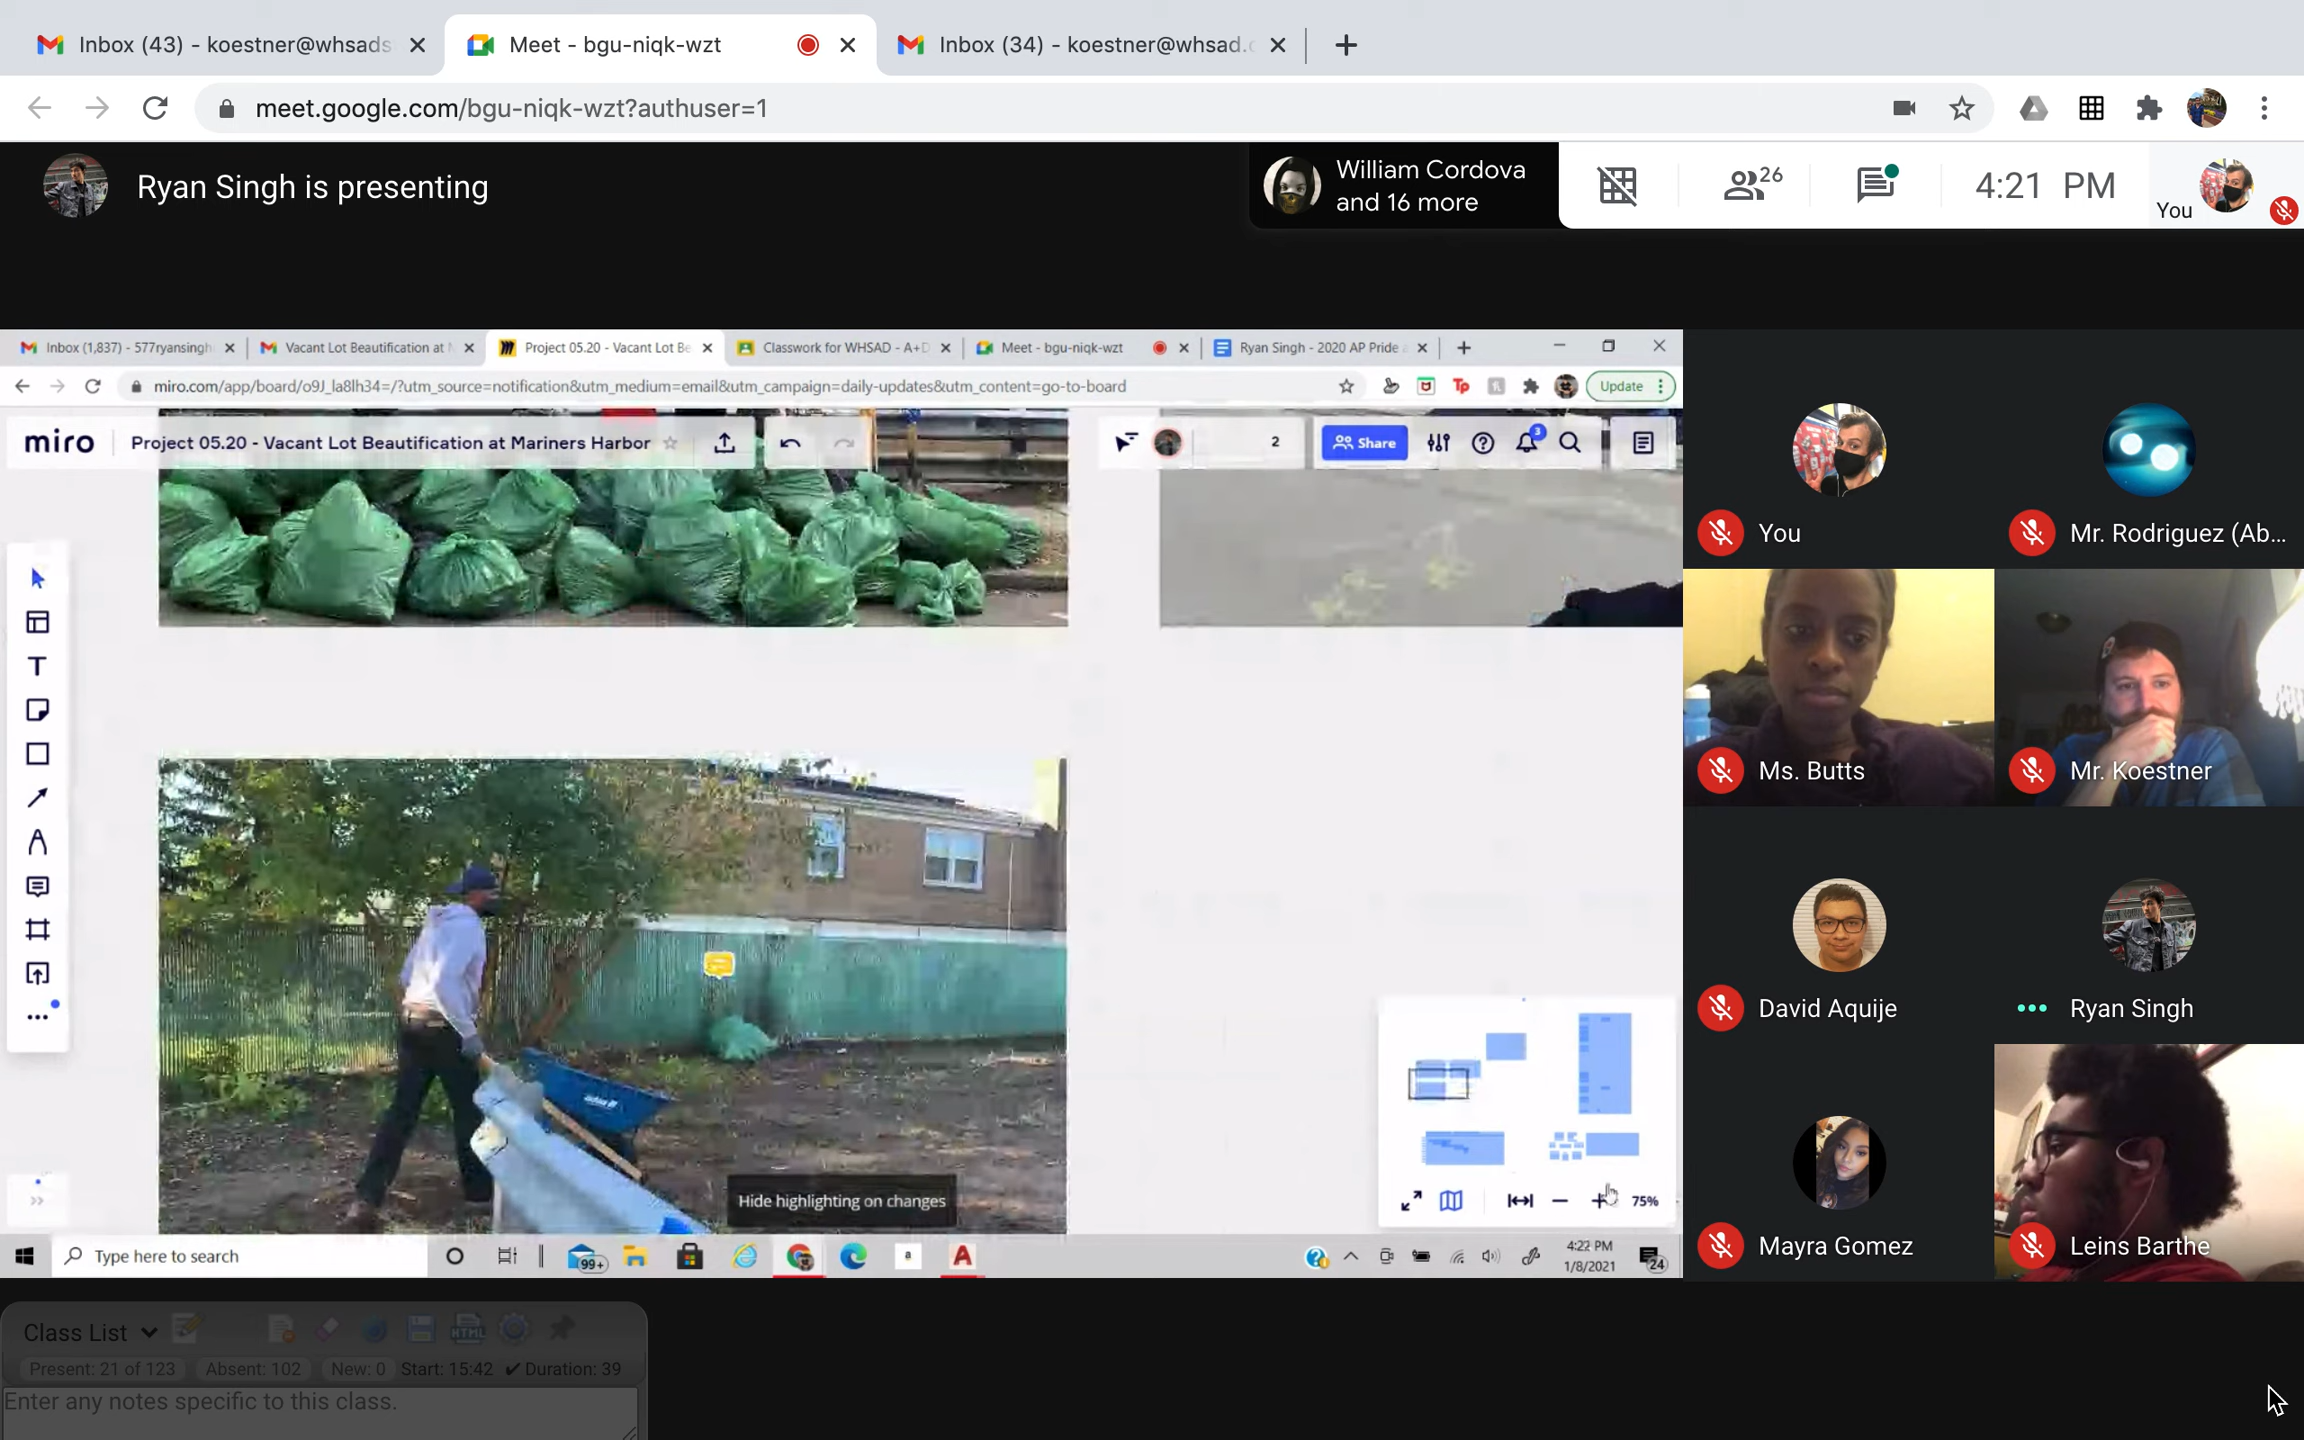 Inbox (43) - koestner@whsads
Meet - bgu-niqk-wzt
Inbox (34) - koestner@whsad.
meet.google.com/bgu-niqk-wzt?authuser=1
Ryan Singh is presenting
William Cordova
and 16 more
26
4:21 PM
You
Inbox (1,837) - 577ryansingh
Vacant Lot Beautification at
Project 05.20 - Vacant Lot Be
Classwork for WHSAD - A+D
Meet - bgu-niqk-wzt
Ryan Singh - 2020 AP Pride
miro.com/app/board/o9J_la8lh34=/?utm_source=notification&utm_medium=email&utm_campaign=daily-updates&utm_content=go-to-board
Update
miro
Project 05.20 - Vacant Lot Beautification at Mariners Harbor
2
Share
3
You
Mr. Rodriguez (Ab...
Ms. Butts
Mr. Koestner
David Aquije
Ryan Singh
Mayra Gomez
Leins Barthe
Hide highlighting on changes
75%
Type here to search
99+
4:22 PM
1/8/2021
24
Class List
HTML
Present: 21 of 123
Absent: 102
New: 0
Start: 15:42
✔ Duration: 39
Enter any notes specific to this class.